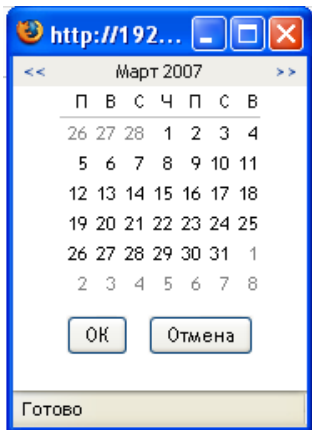 http://192...
<< Март 2007 >>
П В С Ч П С В
26 27 28 1 2 3 4
5 6 7 8 9 10 11
12 13 14 15 16 17 18
19 20 21 22 23 24 25
26 27 28 29 30 31 1
2 3 4 5 6 7 8
ОК Отмена
Готово